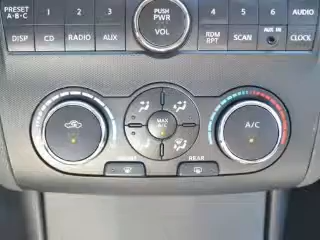 PRESET A·B·C 1 2 3 PUSH PWR VOL 4 5 6 AUDIO
DISP CD RADIO AUX RDM RPT SCAN AUX IN CLOCK
MAX A/C
A/C
FRONT REAR